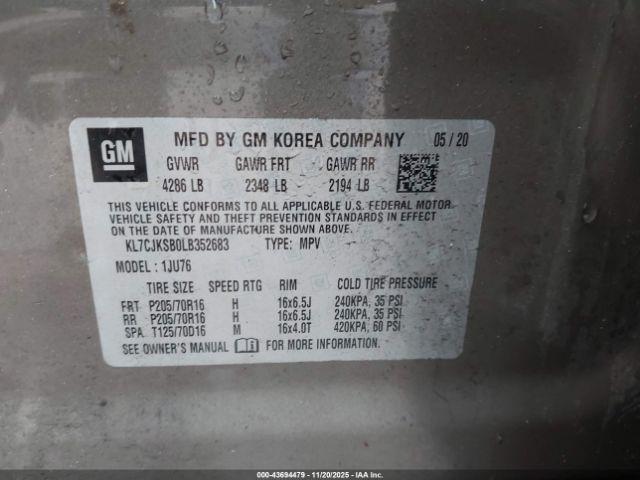 GM
MFD BY GM KOREA COMPANY 05 / 20
GVWR GAWR FRT GAWR RR
4286 LB 2348 LB 2194 LB
THIS VEHICLE CONFORMS TO ALL APPLICABLE U.S. FEDERAL MOTOR
VEHICLE SAFETY AND THEFT PREVENTION STANDARDS IN EFFECT
ON THE DATE OF MANUFACTURE SHOWN ABOVE.
KL7CJKSB0LB352683 TYPE: MPV
MODEL : 1JU76
TIRE SIZE SPEED RTG RIM COLD TIRE PRESSURE
FRT P205/70R16 H 16x6.5J 240KPA, 35 PSI
RR P205/70R16 H 16x6.5J 240KPA, 35 PSI
SPA T125/70D16 M 16x4.0T 420KPA, 60 PSI
SEE OWNER'S MANUAL FOR MORE INFORMATION.
000-43694479 - 11/20/2025 - IAA Inc.